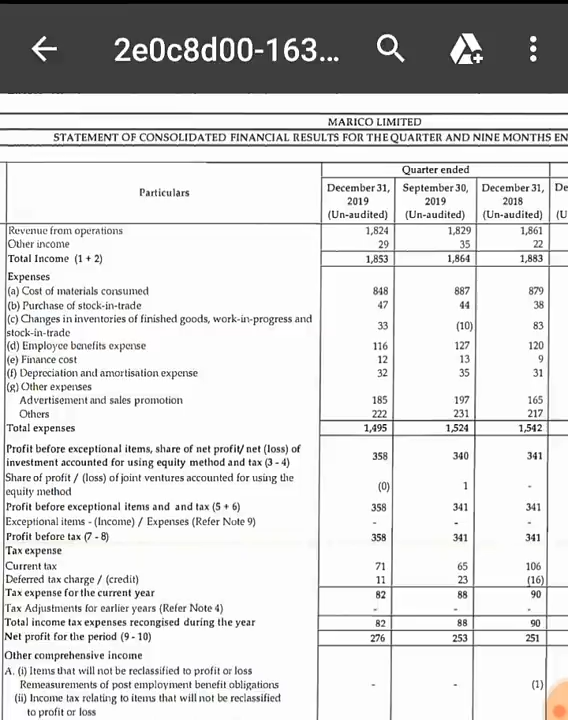 2e0c8d00-163...
MARICO LIMITED
STATEMENT OF CONSOLIDATED FINANCIAL RESULTS FOR THE QUARTER AND NINE MONTHS EN
Particulars
Quarter ended
December 31, 2019 (Un-audited) September 30, 2019 (Un-audited) December 31, 2018 (Un-audited) De (U
Revenue from operations 1,824 1,829 1,861
Other income 29 35 22
Total Income (1 + 2) 1,853 1,864 1,883
Expenses
(a) Cost of materials consumed 848 887 879
(b) Purchase of stock-in-trade 47 44 38
(c) Changes in inventories of finished goods, work-in-progress and
stock-in-trade 33 (10) 83
(d) Employee benefits expense 116 127 120
(e) Finance cost 12 13 9
(f) Depreciation and amortisation expense 32 35 31
(g) Other expenses
Advertisement and sales promotion 185 197 165
Others 222 231 217
Total expenses 1,495 1,524 1,542
Profit before exceptional items, share of net profit/ net (loss) of
investment accounted for using equity method and tax (3 - 4) 358 340 341
Share of profit / (loss) of joint ventures accounted for using the
equity method (0) 1 -
Profit before exceptional items and and tax (5 + 6) 358 341 341
Exceptional items - (Income) / Expenses (Refer Note 9) - - -
Profit before tax (7 - 8) 358 341 341
Tax expense
Current tax 71 65 106
Deferred tax charge / (credit) 11 23 (16)
Tax expense for the current year 82 88 90
Tax Adjustments for earlier years (Refer Note 4) - - -
Total income tax expenses recongised during the year 82 88 90
Net profit for the period (9 - 10) 276 253 251
Other comprehensive income
A. (i) Items that will not be reclassified to profit or loss
Remeasurements of post employment benefit obligations - - (1)
(ii) Income tax relating to items that will not be reclassified
to profit or loss